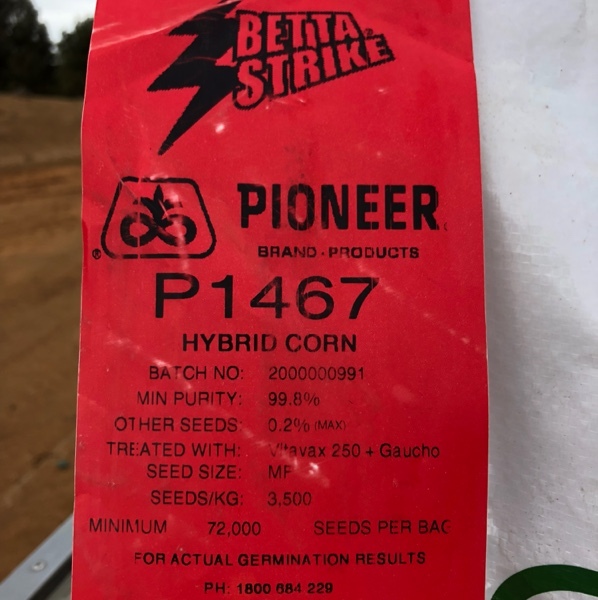 BETTA
STRIKE
PIONEER
BRAND · PRODUCTS
P1467
HYBRID CORN
BATCH NO: 2000000991
MIN PURITY: 99.8%
OTHER SEEDS: 0.2% (MAX)
TREATED WITH: Vitavax 250 + Gaucho
SEED SIZE: MF
SEEDS/KG: 3,500
MINIMUM 72,000 SEEDS PER BAG
FOR ACTUAL GERMINATION RESULTS
PH: 1800 684 229